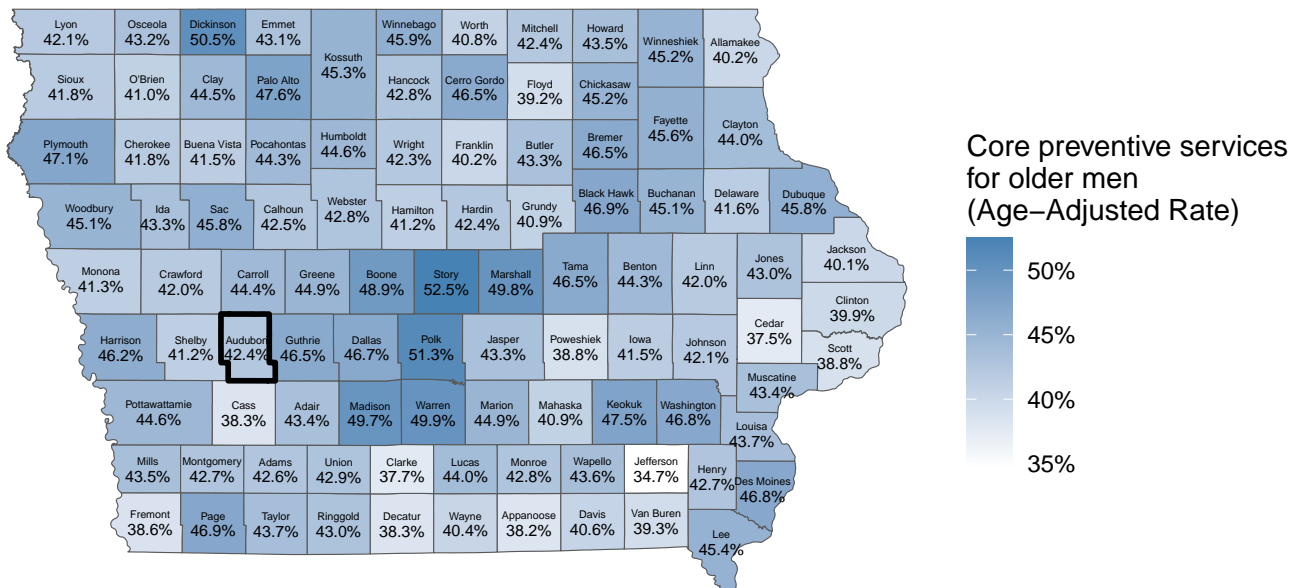 Lyon
42.1%
Osceola
43.2%
Dickinson
50.5%
Emmet
43.1%
Kossuth
45.3%
Winnebago
45.9%
Worth
40.8%
Mitchell
42.4%
Howard
43.5%
Winneshiek
45.2%
Allamakee
40.2%
Sioux
41.8%
O'Brien
41.0%
Clay
44.5%
Palo Alto
47.6%
Hancock
42.8%
Cerro Gordo
46.5%
Floyd
39.2%
Chickasaw
45.2%
Plymouth
47.1%
Cherokee
41.8%
Buena Vista
41.5%
Pocahontas
44.3%
Humboldt
44.6%
Wright
42.3%
Franklin
40.2%
Butler
43.3%
Bremer
46.5%
Fayette
45.6%
Clayton
44.0%
Woodbury
45.1%
Ida
43.3%
Sac
45.8%
Calhoun
42.5%
Webster
42.8%
Hamilton
41.2%
Hardin
42.4%
Grundy
40.9%
Black Hawk
46.9%
Buchanan
45.1%
Delaware
41.6%
Dubuque
45.8%
Monona
41.3%
Crawford
42.0%
Carroll
44.4%
Greene
44.9%
Boone
48.9%
Story
52.5%
Marshall
49.8%
Tama
46.5%
Benton
44.3%
Linn
42.0%
Jones
43.0%
Jackson
40.1%
Clinton
39.9%
Harrison
46.2%
Shelby
41.2%
Audubon
42.4%
Guthrie
46.5%
Dallas
46.7%
Polk
51.3%
Jasper
43.3%
Poweshiek
38.8%
Iowa
41.5%
Johnson
42.1%
Cedar
37.5%
Scott
38.8%
Muscatine
43.4%
Pottawattamie
44.6%
Cass
38.3%
Adair
43.4%
Madison
49.7%
Warren
49.9%
Marion
44.9%
Mahaska
40.9%
Keokuk
47.5%
Washington
46.8%
Louisa
43.7%
Mills
43.5%
Montgomery
42.7%
Adams
42.6%
Union
42.9%
Clarke
37.7%
Lucas
44.0%
Monroe
42.8%
Wapello
43.6%
Jefferson
34.7%
Henry
42.7%
Des Moines
46.8%
Fremont
38.6%
Page
46.9%
Taylor
43.7%
Ringgold
43.0%
Decatur
38.3%
Wayne
40.4%
Appanoose
38.2%
Davis
40.6%
Van Buren
39.3%
Lee
45.4%
Core preventive services
for older men
(Age−Adjusted Rate)
50%
45%
40%
35%